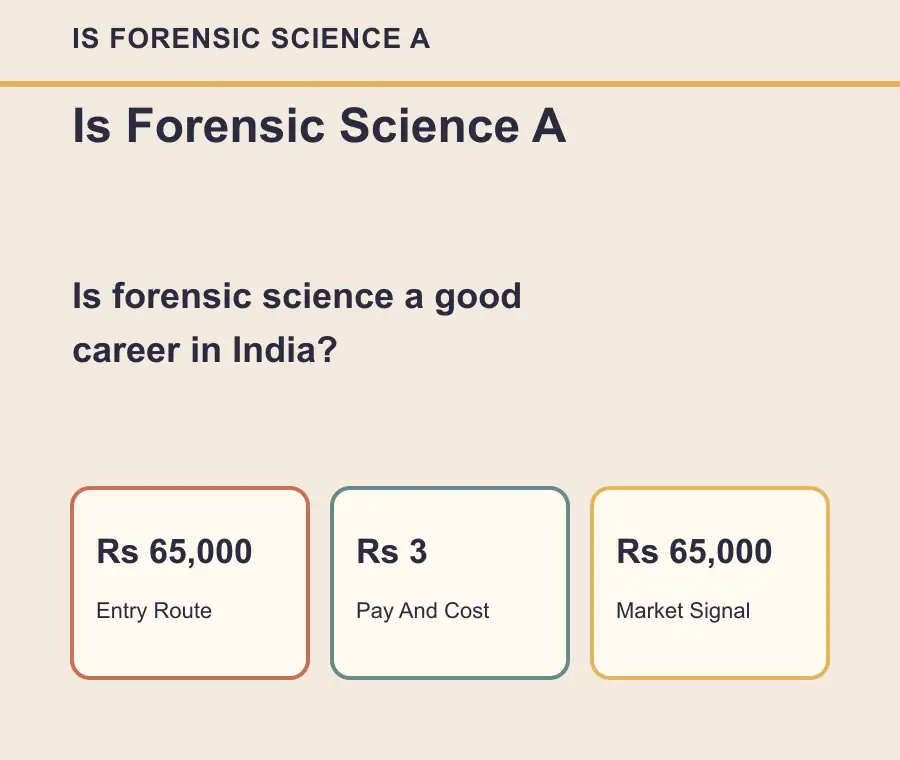 IS FORENSIC SCIENCE A
Is Forensic Science A
Is forensic science a good
career in India?
Rs 65,000
Entry Route
Rs 3
Pay And Cost
Rs 65,000
Market Signal